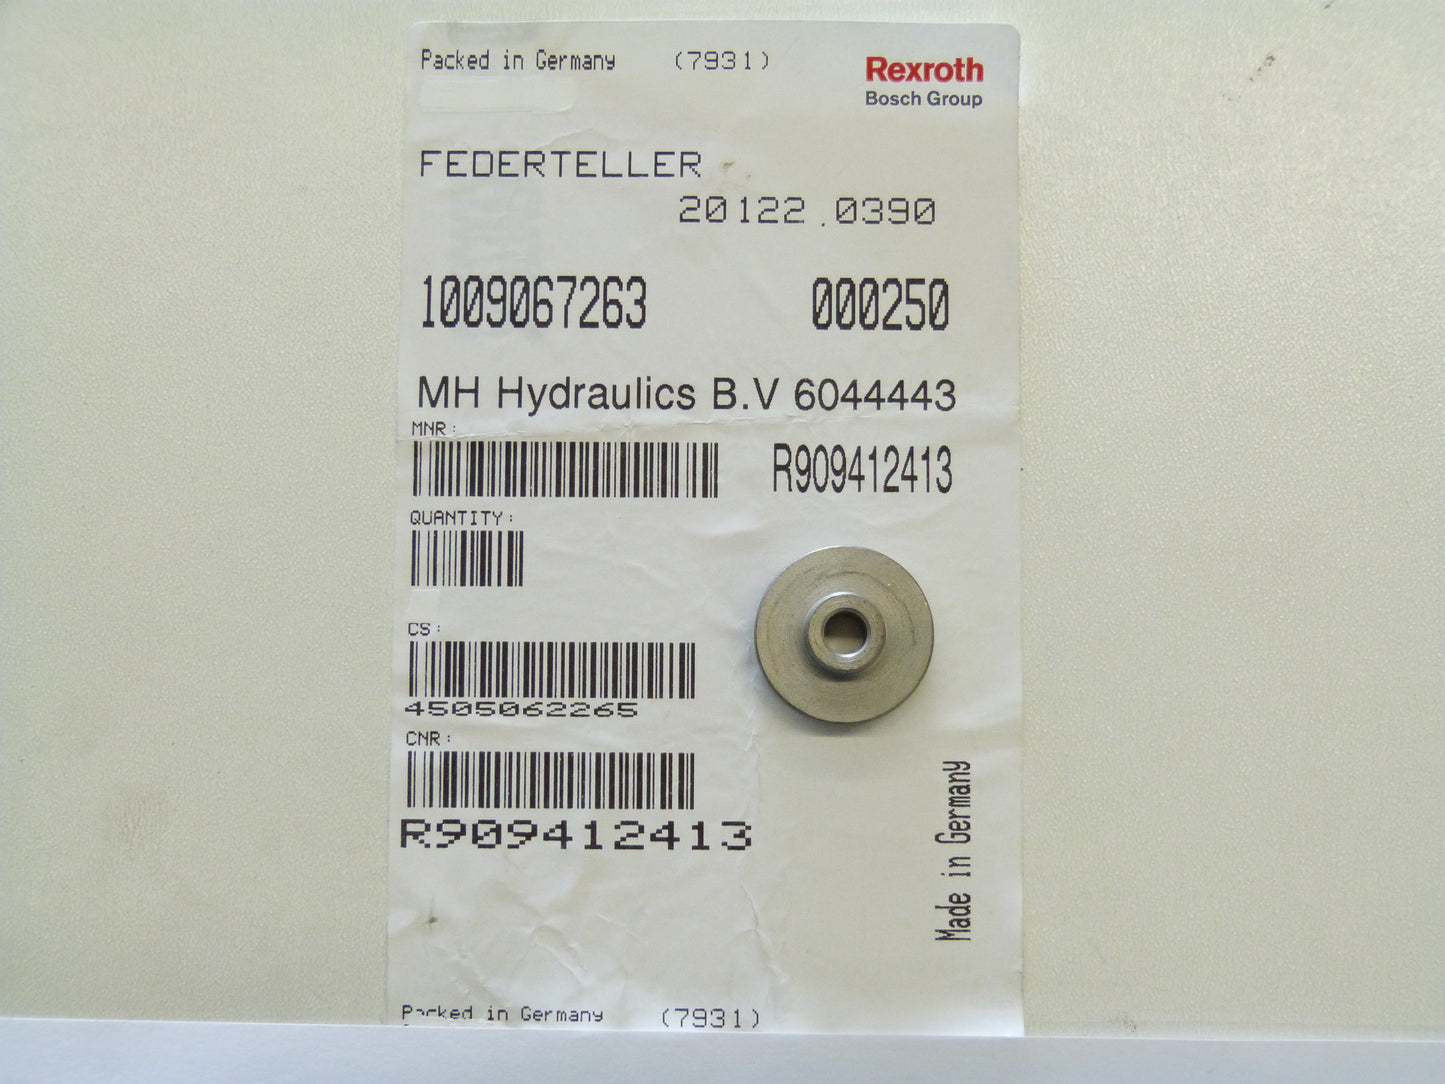 Packed in Germany (7931)
Rexroth
Bosch Group
FEDERTELLER
20122.0390
1009067263 000250
MH Hydraulics B.V 6044443
MNR:
R909412413
QUANTITY:
CS:
4505062265
CNR:
R909412413
Made in Germany
Packed in Germany (7931)